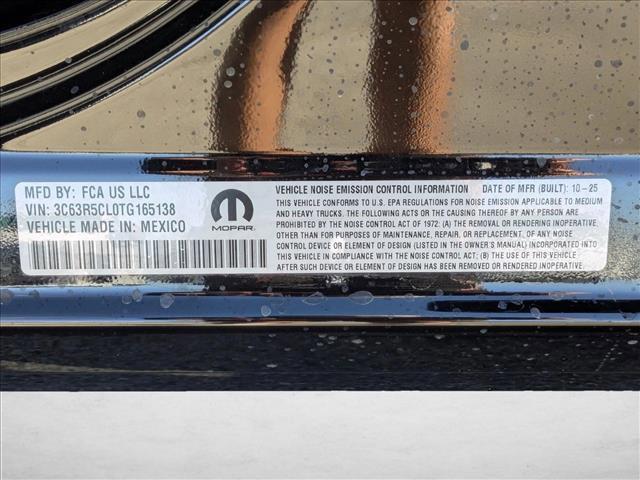 MFD BY: FCA US LLC
VIN: 3C63R5CL0TG165138
VEHICLE MADE IN: MEXICO
MOPAR
VEHICLE NOISE EMISSION CONTROL INFORMATION DATE OF MFR (BUILT): 10-25
THIS VEHICLE CONFORMS TO U.S. EPA REGULATIONS FOR NOISE EMISSION APPLICABLE TO MEDIUM
AND HEAVY TRUCKS. THE FOLLOWING ACTS OR THE CAUSING THEREOF BY ANY PERSON
ARE PROHIBITED BY THE NOISE CONTROL ACT OF 1972: (A) THE REMOVAL OR RENDERING INOPERATIVE,
OTHER THAN FOR PURPOSES OF MAINTENANCE, REPAIR, OR REPLACEMENT, OF ANY NOISE
CONTROL DEVICE OR ELEMENT OF DESIGN (LISTED IN THE OWNER'S MANUAL) INCORPORATED INTO
THIS VEHICLE IN COMPLIANCE WITH THE NOISE CONTROL ACT; (B) THE USE OF THIS VEHICLE
AFTER SUCH DEVICE OR ELEMENT OF DESIGN HAS BEEN REMOVED OR RENDERED INOPERATIVE.